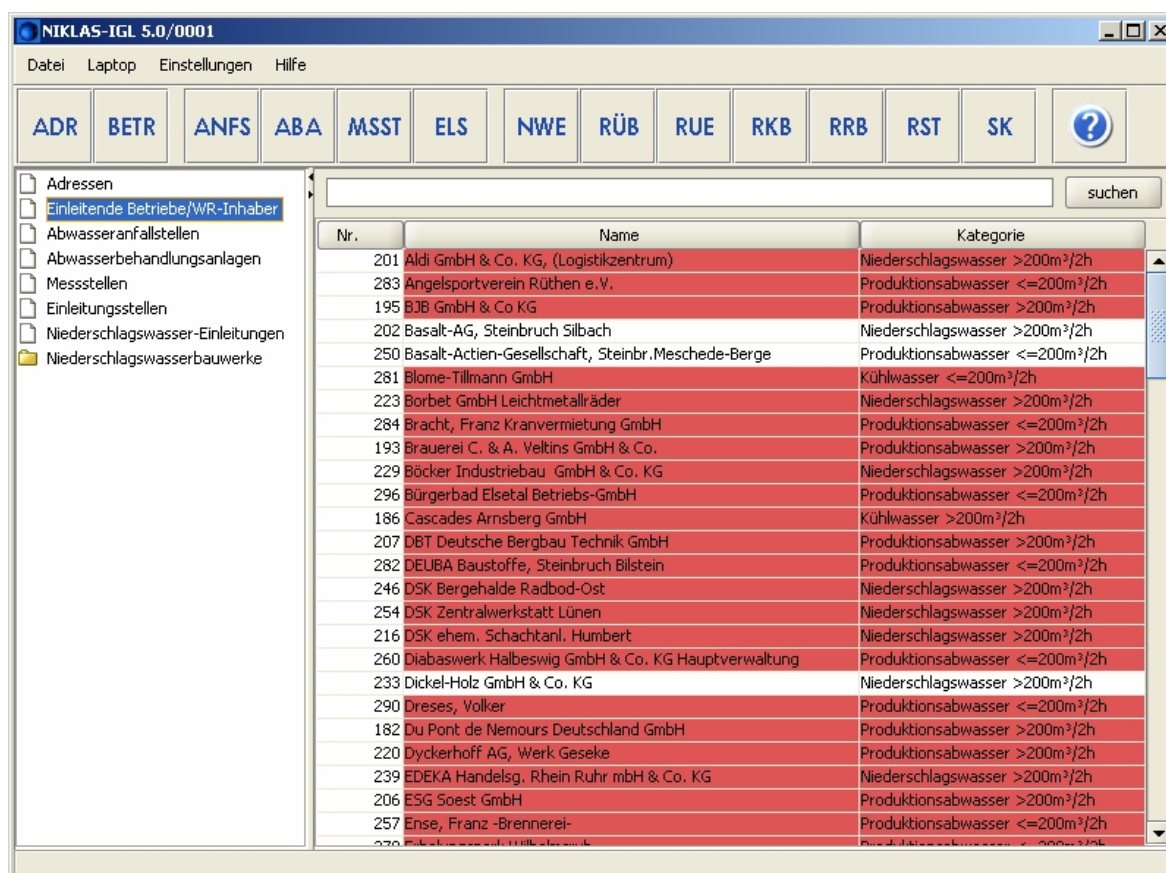 NIKLAS-IGL 5.0/0001
Datei Laptop Einstellungen Hilfe
ADR BETR ANFS ABA MSST ELS NWE RÜB RUE RKB RRB RST SK ?
Adressen
Einleitende Betriebe/WR-Inhaber
Abwasseranfallstellen
Abwasserbehandlungsanlagen
Messstellen
Einleitungsstellen
Niederschlagswasser-Einleitungen
Niederschlagswasserbauwerke
suchen
Nr. Name Kategorie
201 Aldi GmbH & Co. KG, (Logistikzentrum) Niederschlagswasser >200m³/2h
283 Angelsportverein Rüthen e.V. Produktionsabwasser <=200m³/2h
195 BJB GmbH & Co KG Produktionsabwasser >200m³/2h
202 Basalt-AG, Steinbruch Silbach Niederschlagswasser >200m³/2h
250 Basalt-Actien-Gesellschaft, Steinbr.Meschede-Berge Produktionsabwasser <=200m³/2h
281 Blome-Tillmann GmbH Kühlwasser <=200m³/2h
223 Borbet GmbH Leichtmetallräder Niederschlagswasser >200m³/2h
284 Bracht, Franz Kranvermietung GmbH Produktionsabwasser <=200m³/2h
193 Brauerei C. & A. Veltins GmbH & Co. Produktionsabwasser >200m³/2h
229 Böcker Industriebau GmbH & Co. KG Niederschlagswasser >200m³/2h
296 Bürgerbad Elsetal Betriebs-GmbH Produktionsabwasser <=200m³/2h
186 Cascades Arnsberg GmbH Kühlwasser >200m³/2h
207 DBT Deutsche Bergbau Technik GmbH Produktionsabwasser >200m³/2h
282 DEUBA Baustoffe, Steinbruch Bilstein Produktionsabwasser <=200m³/2h
246 DSK Bergehalde Radbod-Ost Niederschlagswasser >200m³/2h
254 DSK Zentralwerkstatt Lünen Niederschlagswasser >200m³/2h
216 DSK ehem. Schachtanl. Humbert Niederschlagswasser >200m³/2h
260 Diabaswerk Halbeswig GmbH & Co. KG Hauptverwaltung Produktionsabwasser <=200m³/2h
233 Dickel-Holz GmbH & Co. KG Niederschlagswasser >200m³/2h
290 Dreses, Volker Produktionsabwasser <=200m³/2h
182 Du Pont de Nemours Deutschland GmbH Produktionsabwasser >200m³/2h
220 Dyckerhoff AG, Werk Geseke Produktionsabwasser >200m³/2h
239 EDEKA Handelsg. Rhein Ruhr mbH & Co. KG Niederschlagswasser >200m³/2h
206 ESG Soest GmbH Produktionsabwasser >200m³/2h
257 Ense, Franz -Brennerei- Produktionsabwasser <=200m³/2h